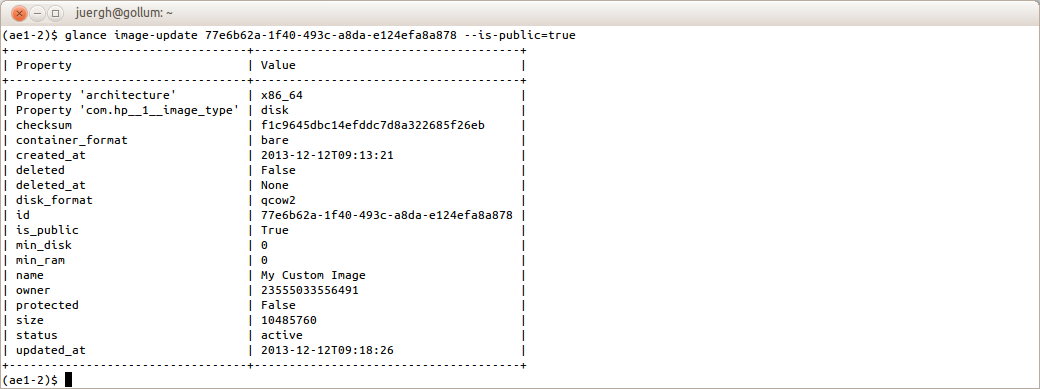 juergh@gollum: ~
(ae1-2)$ glance image-update 77e6b62a-1f40-493c-a8da-e124efa8a878 --is-public=true
+----------------------------------+--------------------------------------+
| Property                         | Value                                |
+----------------------------------+--------------------------------------+
| Property 'architecture'          | x86_64                               |
| Property 'com.hp__1__image_type' | disk                                 |
| checksum                         | f1c9645dbc14efddc7d8a322685f26eb     |
| container_format                 | bare                                 |
| created_at                       | 2013-12-12T09:13:21                  |
| deleted                          | False                                |
| deleted_at                       | None                                 |
| disk_format                      | qcow2                                |
| id                               | 77e6b62a-1f40-493c-a8da-e124efa8a878 |
| is_public                        | True                                 |
| min_disk                         | 0                                    |
| min_ram                          | 0                                    |
| name                             | My Custom Image                      |
| owner                            | 23555033556491                       |
| protected                        | False                                |
| size                             | 10485760                             |
| status                           | active                               |
| updated_at                       | 2013-12-12T09:18:26                  |
+----------------------------------+--------------------------------------+
(ae1-2)$